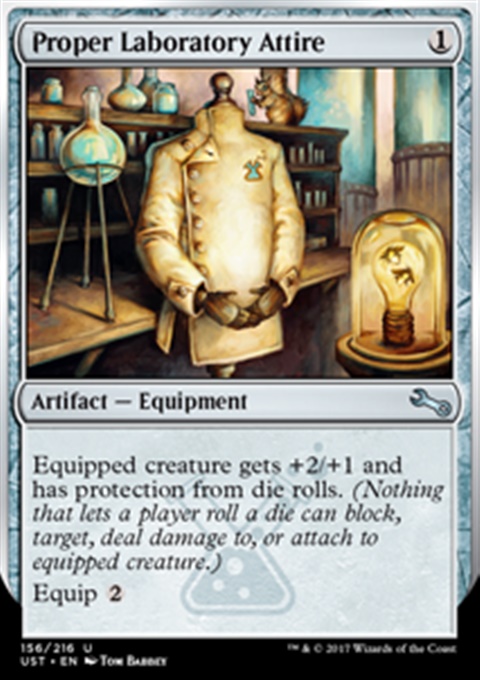 Proper Laboratory Attire 1
Artifact — Equipment
Equipped creature gets +2/+1 and
has protection from die rolls. (Nothing
that lets a player roll a die can block,
target, deal damage to, or attach to
equipped creature.)
Equip 2
156/216 U
UST • EN Tom Babbey
™ & © 2017 Wizards of the Coast